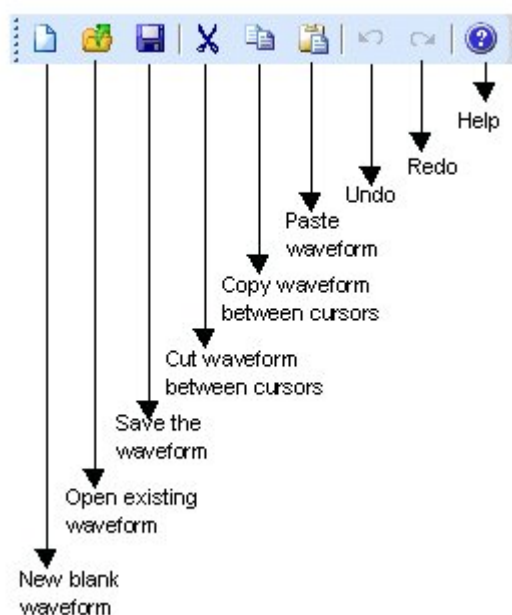 ?
Help
Redo
Undo
Paste
waveform
Copy waveform
between cursors
Cut waveform
between cursors
Save the
waveform
Open existing
waveform
New blank
waveform